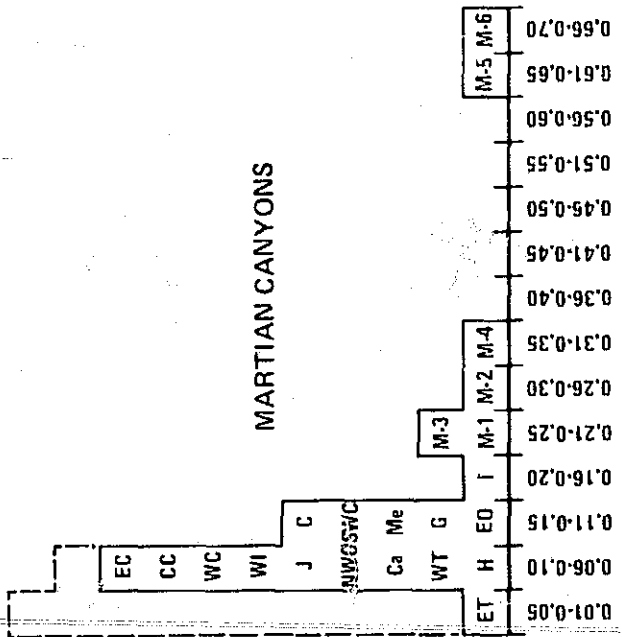 MARTIAN CANYONS
EC
CC
WC
WI
J C
Ca Me
WT G M-3
ET H EO I M-1 M-2 M-4 M-5 M-6
0,01-0,05 0,06-0,10 0,11-0,15 0,16-0,20 0,21-0,25 0,26-0,30 0,31-0,35 0,36-0,40 0,41-0,45 0,46-0,50 0,51-0,55 0,56-0,60 0,61-0,65 0,66-0,70